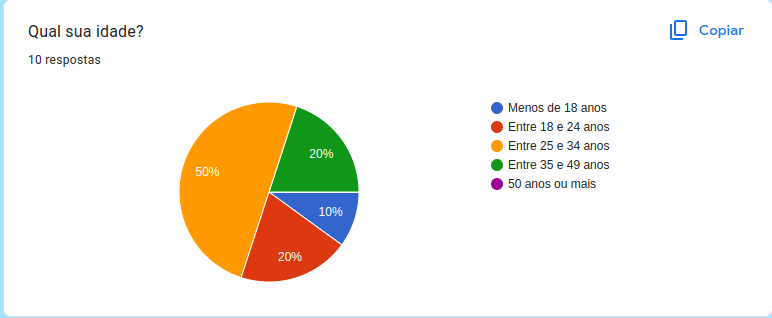 Qual sua idade?
Copiar
10 respostas
Menos de 18 anos
Entre 18 e 24 anos
Entre 25 e 34 anos
Entre 35 e 49 anos
50 anos ou mais
20%
50%
10%
20%